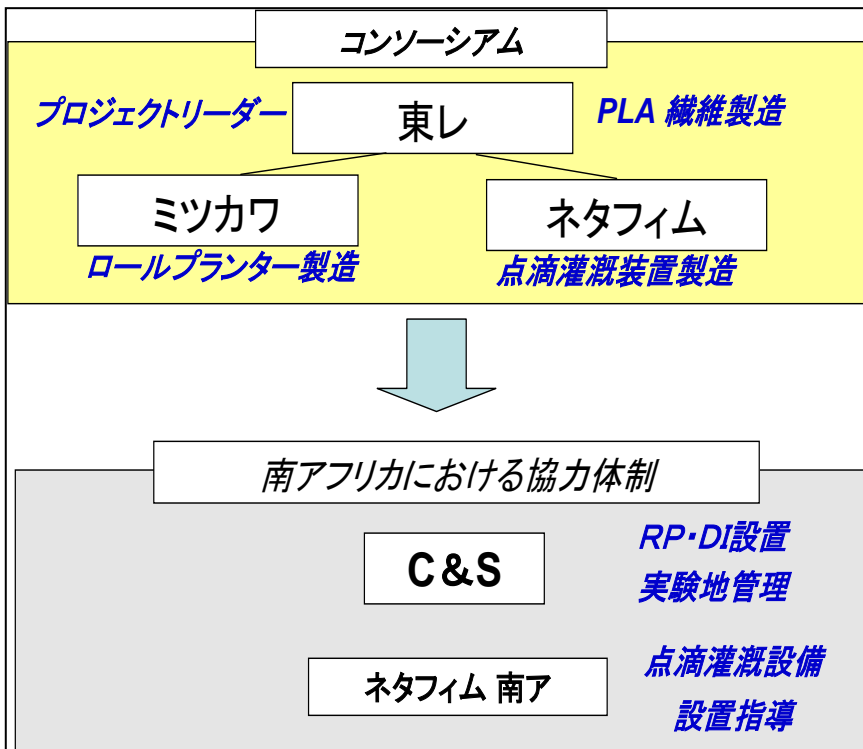 コンソーシアム
プロジェクトリーダー
東レ
PLA 繊維製造
ミツカワ
ネタフィム
ロールプランター製造
点滴灌漑装置製造
南アフリカにおける協力体制
C&S
RP・DI設置
実験地管理
ネタフィム 南ア
点滴灌漑設備
設置指導